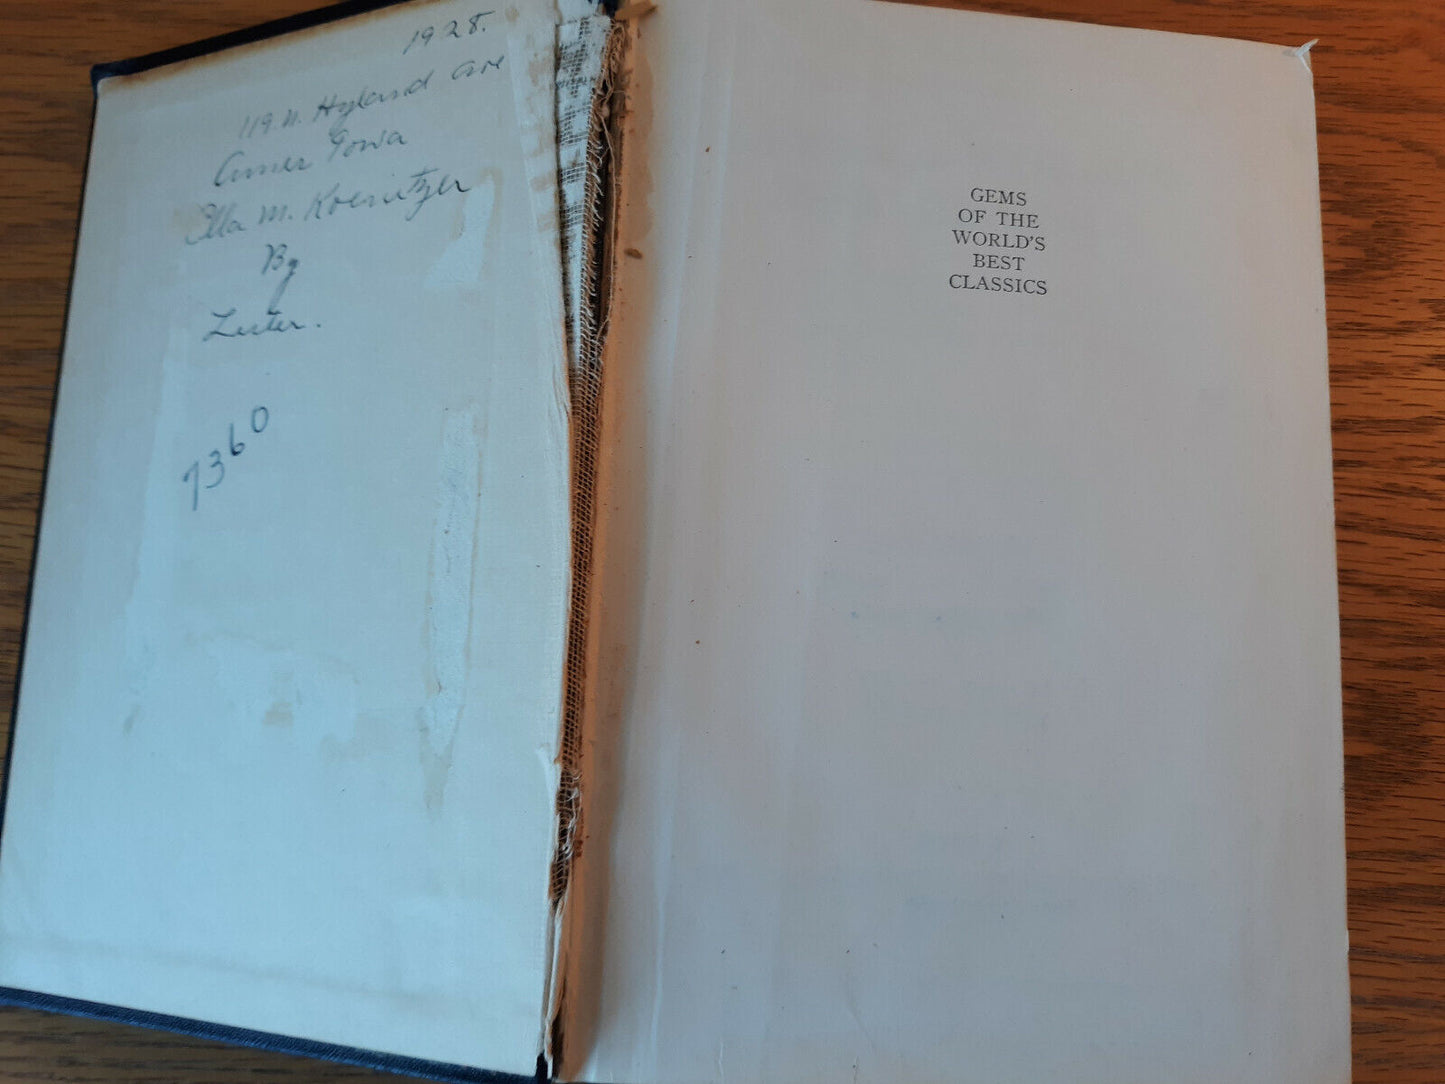 1928.
119. N. Hyland ave
Ames Iowa
Ella M. Koenitzer
By
Lester.
7360
GEMS
OF THE
WORLD'S
BEST
CLASSICS